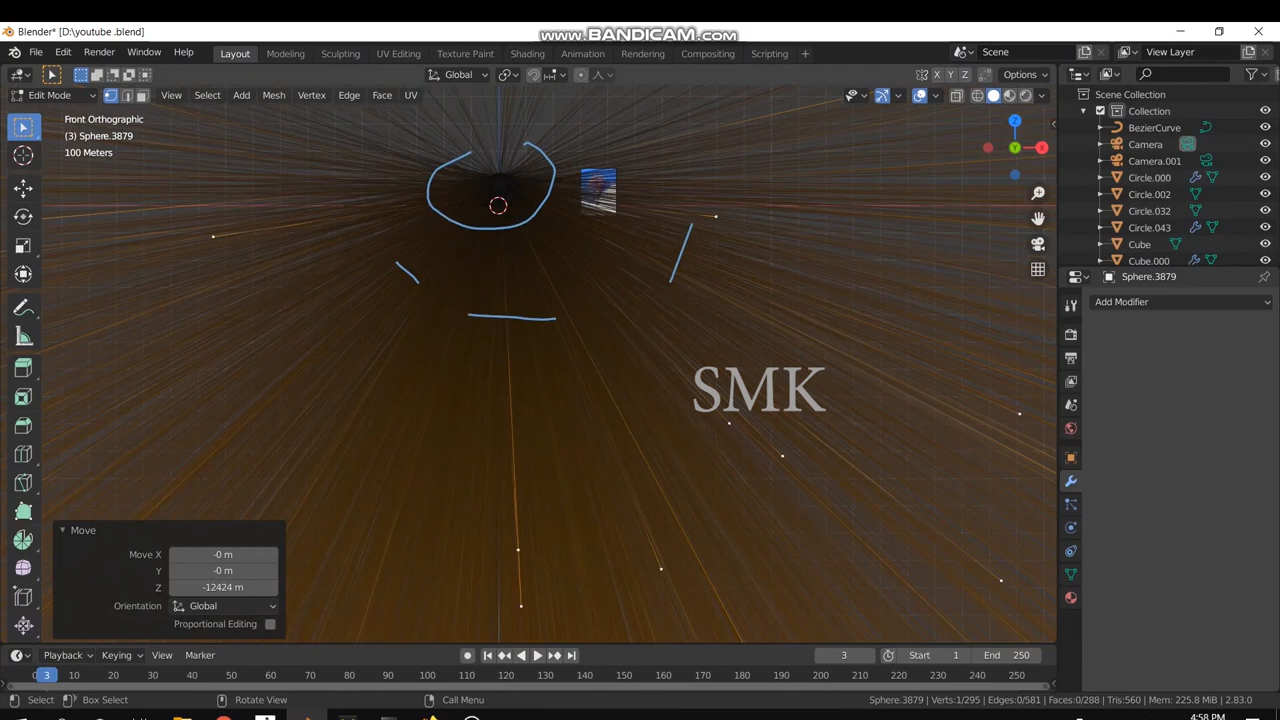 Blender* [D:\youtube .blend]
www.BANDICAM.com
File Edit Render Window Help
Layout Modeling Sculpting UV Editing Texture Paint Shading Animation Rendering Compositing Scripting +
Scene
View Layer
Global
X Y Z
Options
Edit Mode
View Select Add Mesh Vertex Edge Face UV
Front Orthographic
(3) Sphere.3879
100 Meters
Z
Y
X
Scene Collection
Collection
BezierCurve
Camera
Camera.001
Circle.000
Circle.002
Circle.032
Circle.043
Cube
Cube.000
Sphere.3879
Add Modifier
SMK
Move
Move X -0 m
Y -0 m
Z -12424 m
Orientation Global
Proportional Editing
Playback Keying View Marker
3
Start 1
End 250
3 10 20 30 40 50 60 70 80 90 100 110 120 130 140 150 160 170 180 190 200 210 220 230 240 250
Select Box Select Rotate View Call Menu
Sphere.3879 | Verts:1/295 | Edges:0/581 | Faces:0/288 | Tris:560 | Mem: 225.8 MiB | 2.83.0
4:58 PM